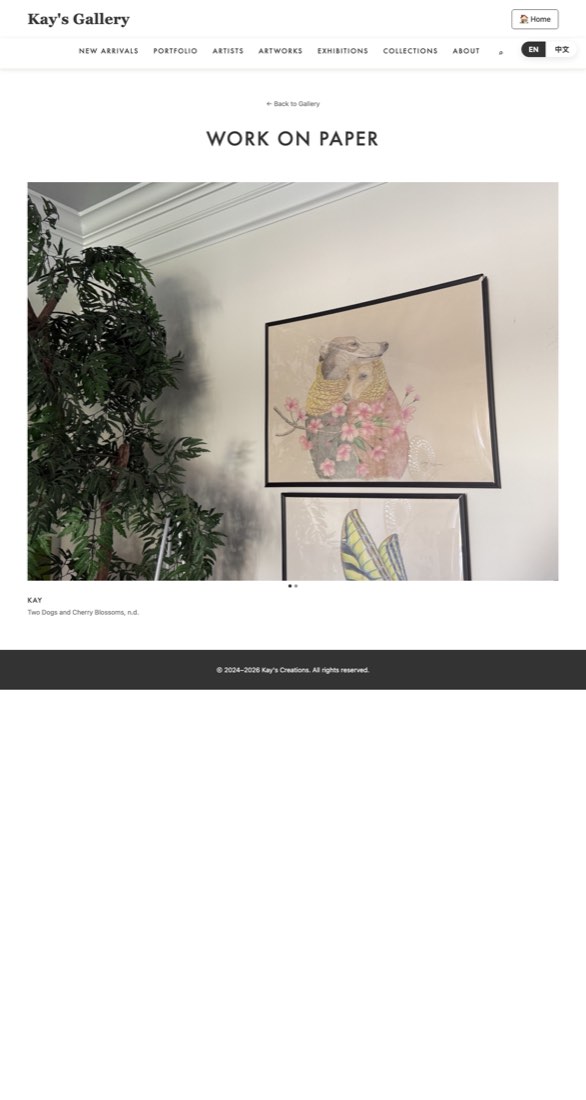 Kay's Gallery
🏠 Home
NEW ARRIVALS PORTFOLIO ARTISTS ARTWORKS EXHIBITIONS COLLECTIONS ABOUT EN 中文
← Back to Gallery
WORK ON PAPER
KAY
Two Dogs and Cherry Blossoms, n.d.
© 2024–2026 Kay's Creations. All rights reserved.